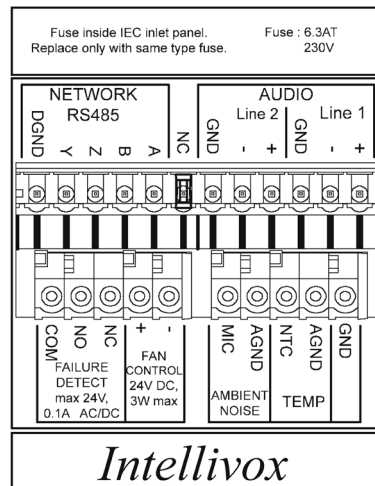 Fuse inside IEC inlet panel.
Replace only with same type fuse.
Fuse : 6.3AT
230V
NETWORK
RS485
DGND
Y
Z
B
A
NC
AUDIO
Line 2
Line 1
GND
-
+
GND
-
+
COM
NO
NC
FAILURE
DETECT
max 24V,
0.1A AC/DC
+
-
FAN
CONTROL
24V DC,
3W max
MIC
AGND
AMBIENT
NOISE
NTC
AGND
TEMP
GND
Intellivox